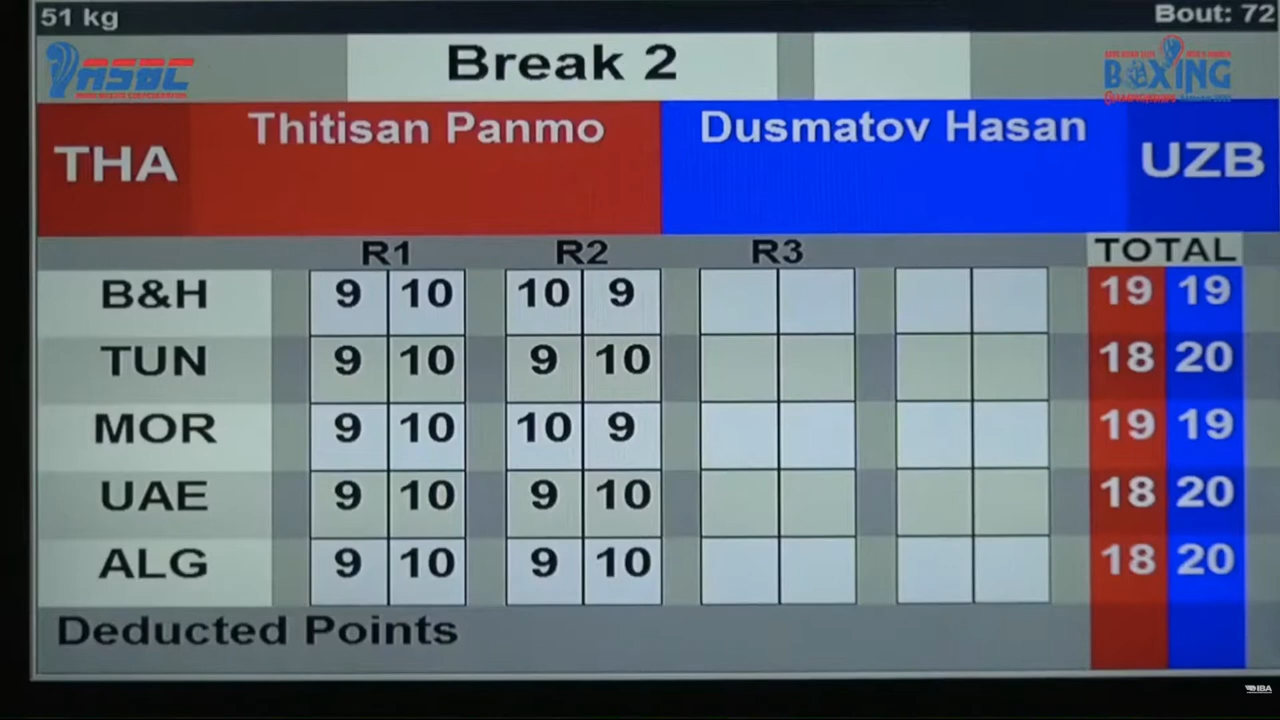 51 kg
Bout: 72
Break 2
ASBC
BOXING
THA
Thitisan Panmo
Dusmatov Hasan
UZB
R1 R2 R3 TOTAL
B&H 9 10 10 9 19 19
TUN 9 10 9 10 18 20
MOR 9 10 10 9 19 19
UAE 9 10 9 10 18 20
ALG 9 10 9 10 18 20
Deducted Points
IBA